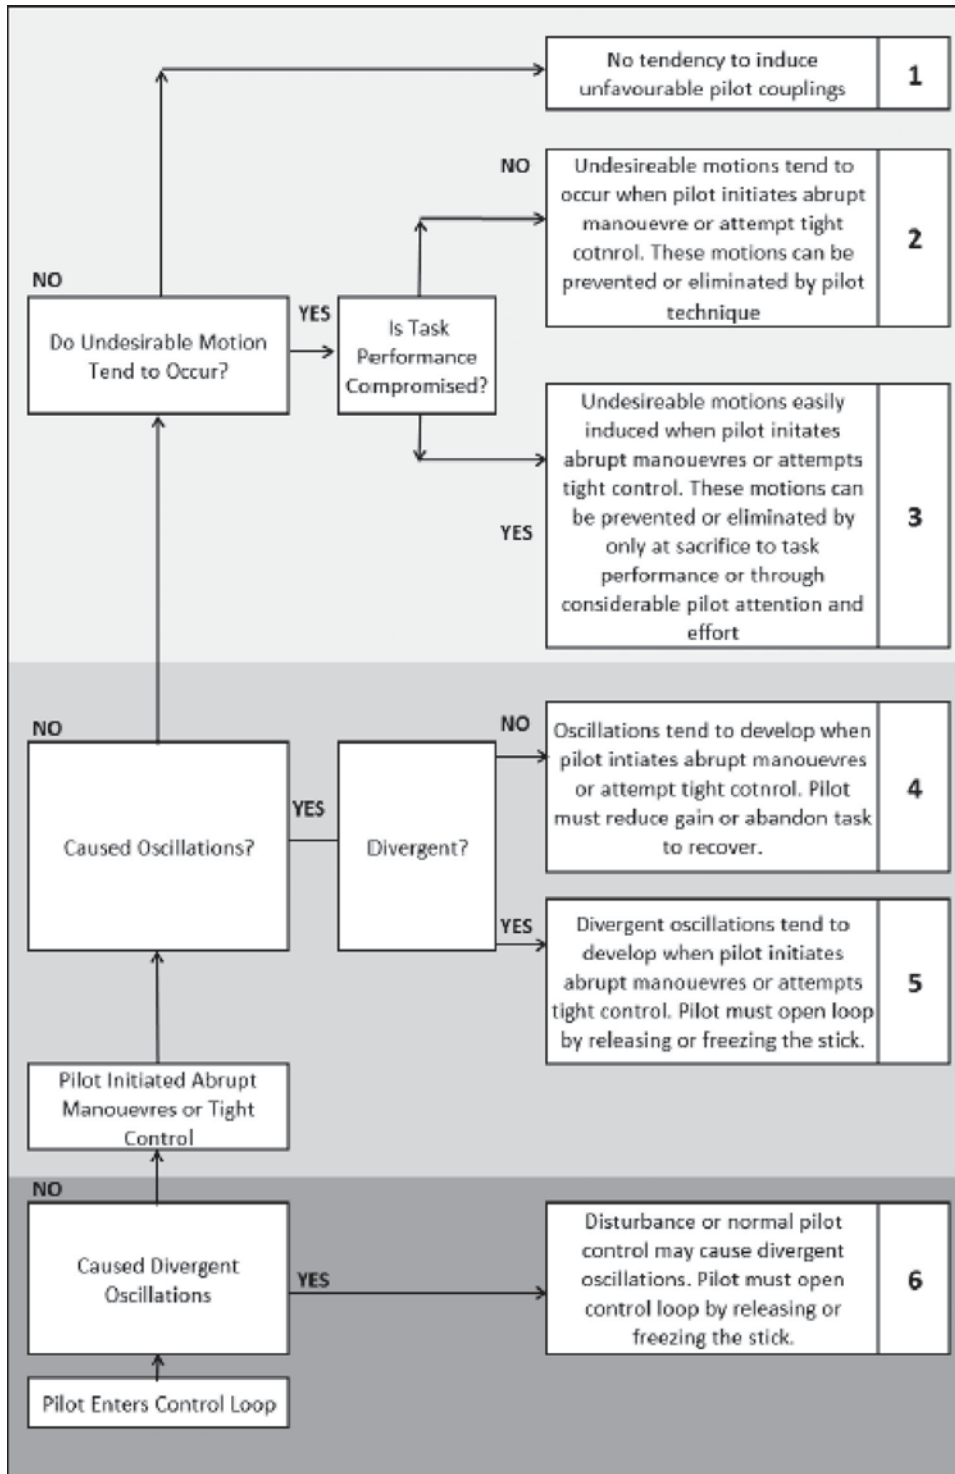 No tendency to induce
unfavourable pilot couplings
1
NO
Undesireable motions tend to
occur when pilot initiates abrupt
manouevre or attempt tight
cotnrol. These motions can be
prevented or eliminated by pilot
technique
2
NO
Do Undesirable Motion
Tend to Occur?
YES
Is Task
Performance
Compromised?
YES
Undesireable motions easily
induced when pilot initates
abrupt manouevres or attempts
tight control. These motions can
be prevented or eliminated by
only at sacrifice to task
performance or through
considerable pilot attention and
effort
3
NO
Caused Oscillations?
YES
Divergent?
NO
Oscillations tend to develop when
pilot intiates abrupt manouevres
or attempt tight cotnrol. Pilot
must reduce gain or abandon task
to recover.
4
YES
Divergent oscillations tend to
develop when pilot initiates
abrupt manouevres or attempts
tight control. Pilot must open loop
by releasing or freezing the stick.
5
Pilot Initiated Abrupt
Manouevres or Tight
Control
NO
Caused Divergent
Oscillations
YES
Disturbance or normal pilot
control may cause divergent
oscillations. Pilot must open
control loop by releasing or
freezing the stick.
6
Pilot Enters Control Loop